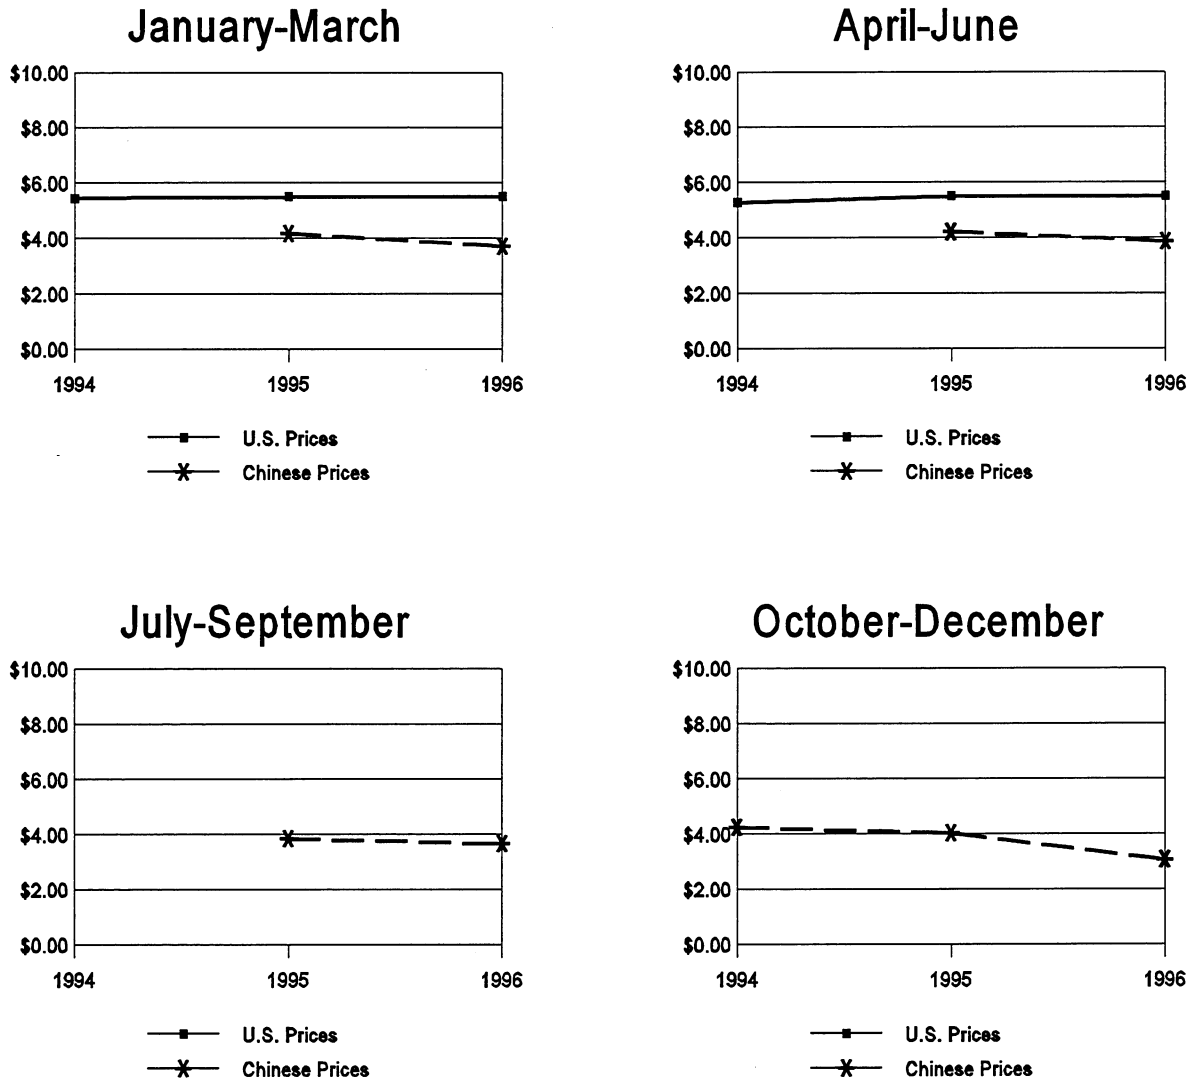 January-March
$10.00
$8.00
$6.00
$4.00
$2.00
$0.00
1994 1995 1996
U.S. Prices
Chinese Prices
April-June
$10.00
$8.00
$6.00
$4.00
$2.00
$0.00
1994 1995 1996
U.S. Prices
Chinese Prices
July-September
$10.00
$8.00
$6.00
$4.00
$2.00
$0.00
1994 1995 1996
U.S. Prices
Chinese Prices
October-December
$10.00
$8.00
$6.00
$4.00
$2.00
$0.00
1994 1995 1996
U.S. Prices
Chinese Prices